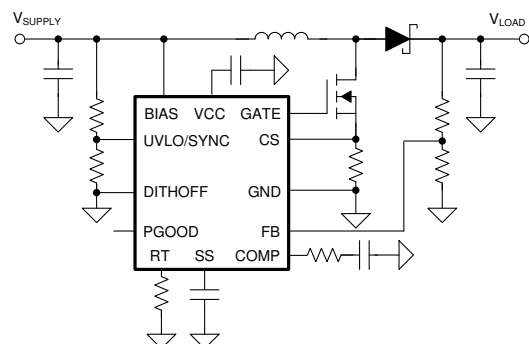 VSUPPLY VLOAD
BIAS VCC GATE
UVLO/SYNC CS
DITHOFF GND
PGOOD FB
RT SS COMP